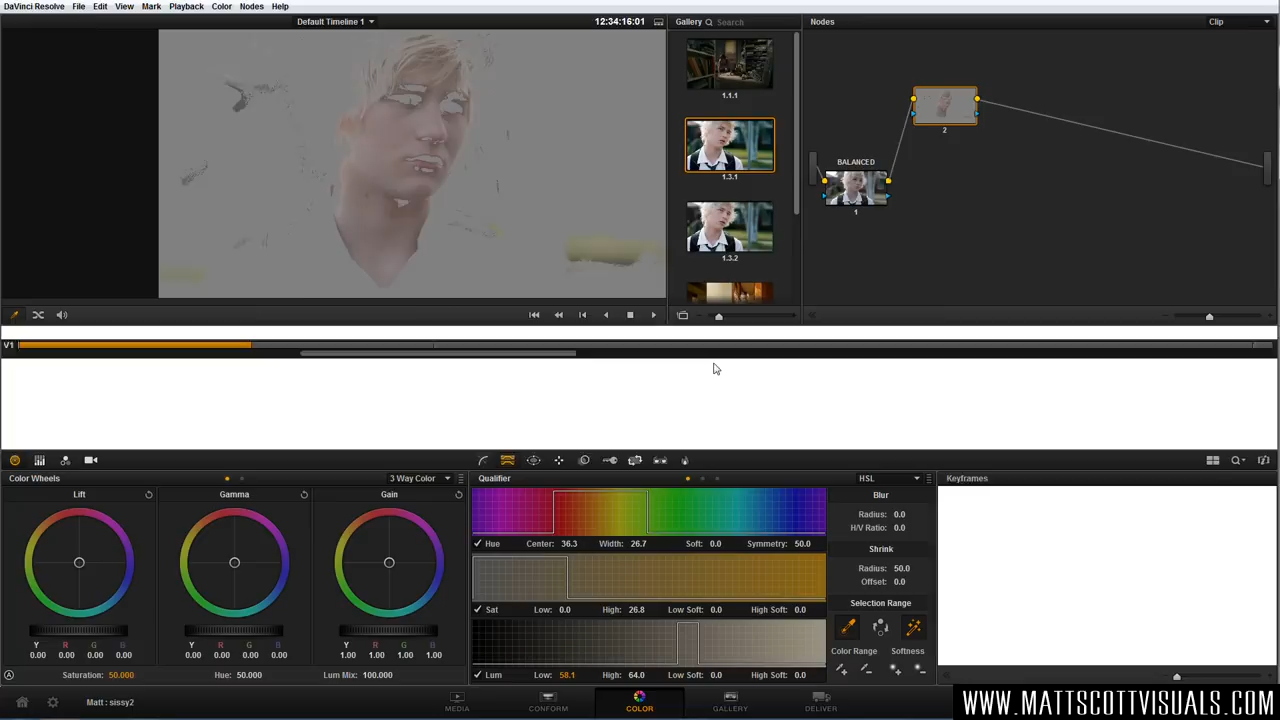 DaVinci Resolve File Edit View Mark Playback Color Nodes Help
Default Timeline 1 12:34:16:01 Gallery Search Nodes Clip
1.1.1
1.3.1
1.3.2
2
BALANCED
1
V1
Color Wheels 3 Way Color Qualifier HSL Keyframes
Lift Gamma Gain Blur
Radius: 0.0
H/V Ratio: 0.0
Hue Center: 36.3 Width: 26.7 Soft: 0.0 Symmetry: 50.0
Shrink
Radius: 50.0
Offset: 0.0
Sat Low: 0.0 High: 26.8 Low Soft: 0.0 High Soft: 0.0
Selection Range
Y R G B Y R G B Y R G B
0.00 0.00 0.00 0.00 0.00 0.00 0.00 0.00 1.00 1.00 1.00 1.00
Color Range Softness
Saturation: 50.000 Hue: 50.000 Lum Mix: 100.000
Lum Low: 58.1 High: 64.0 Low Soft: 0.0 High Soft: 0.0
Matt : sissy2
MEDIA CONFORM COLOR GALLERY DELIVER
WWW.MATTSCOTTVISUALS.COM